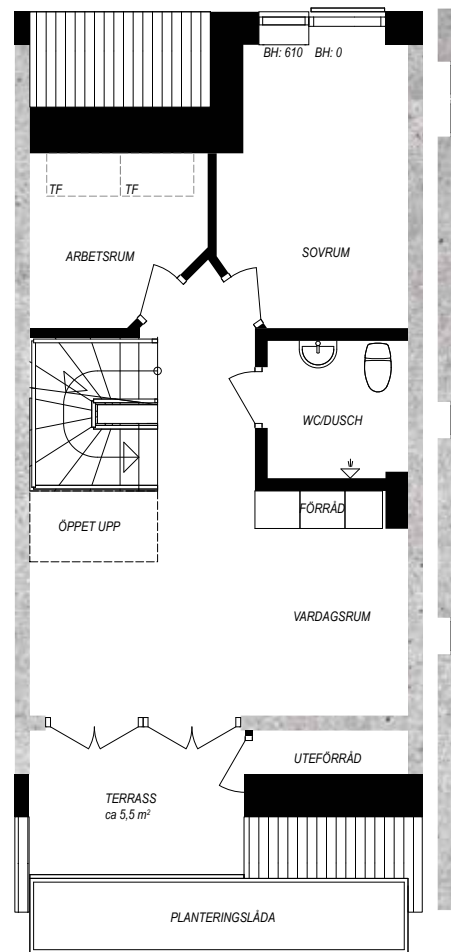 BH: 610 BH: 0
TF TF
ARBETSRUM
SOVRUM
WC/DUSCH
FÖRRÅD
ÖPPET UPP
VARDAGSRUM
UTEFÖRRÅD
TERRASS
ca 5,5 m²
PLANTERINGSLÅDA